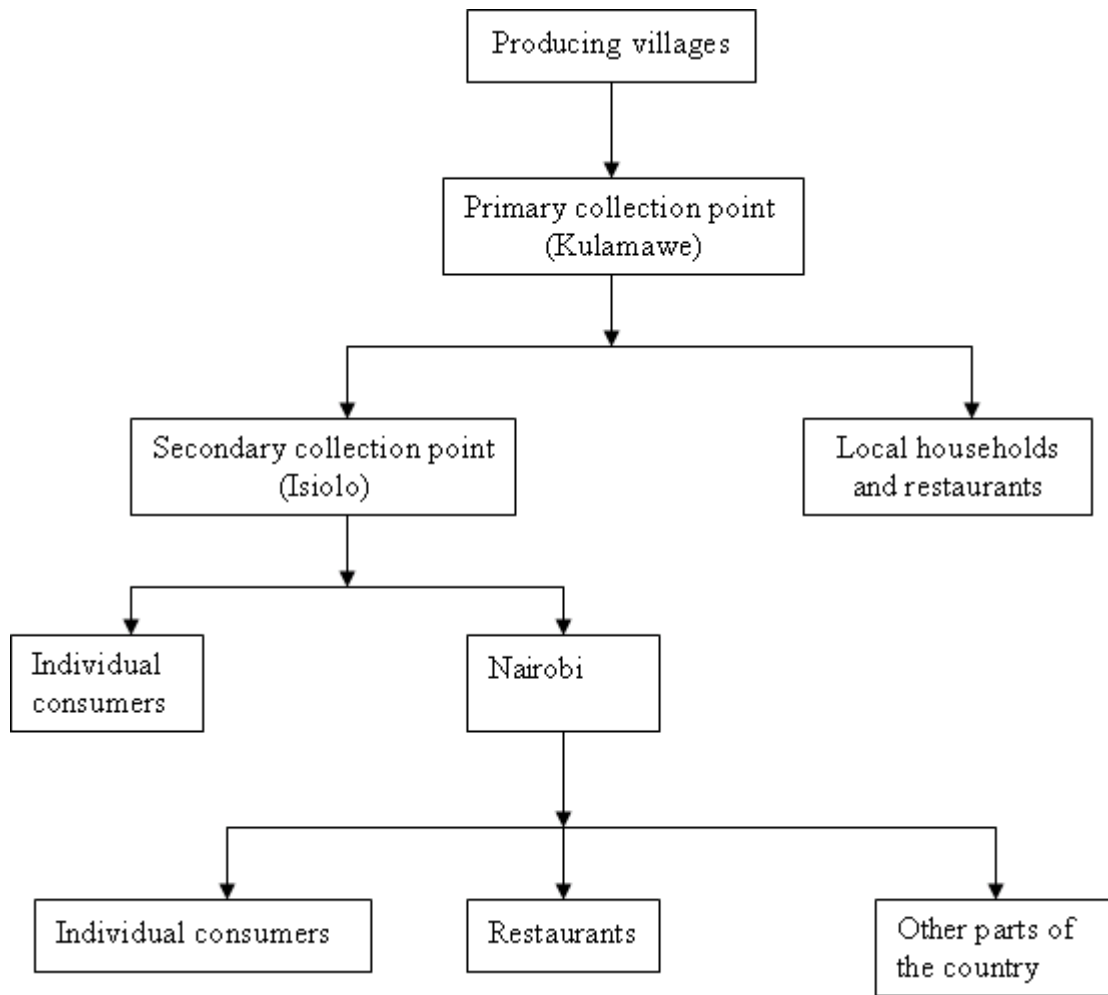 Producing villages
Primary collection point
(Kulamawe)
Secondary collection point
(Isiolo)
Local households
and restaurants
Individual
consumers
Nairobi
Individual consumers
Restaurants
Other parts of
the country